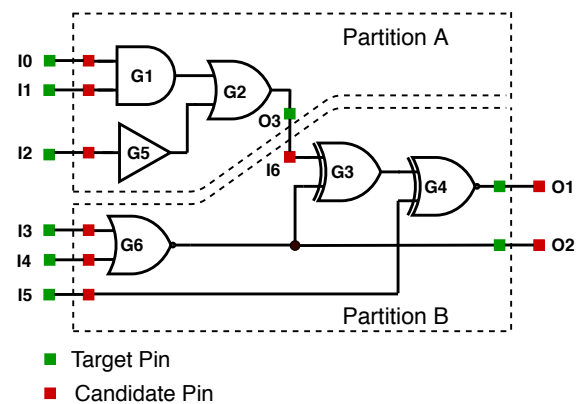 Partition A
I0
G1
I1
G2
O3
I2
G5
I6
G3
G4
O1
I3
G6
I4
O2
I5
Partition B
Target Pin
Candidate Pin